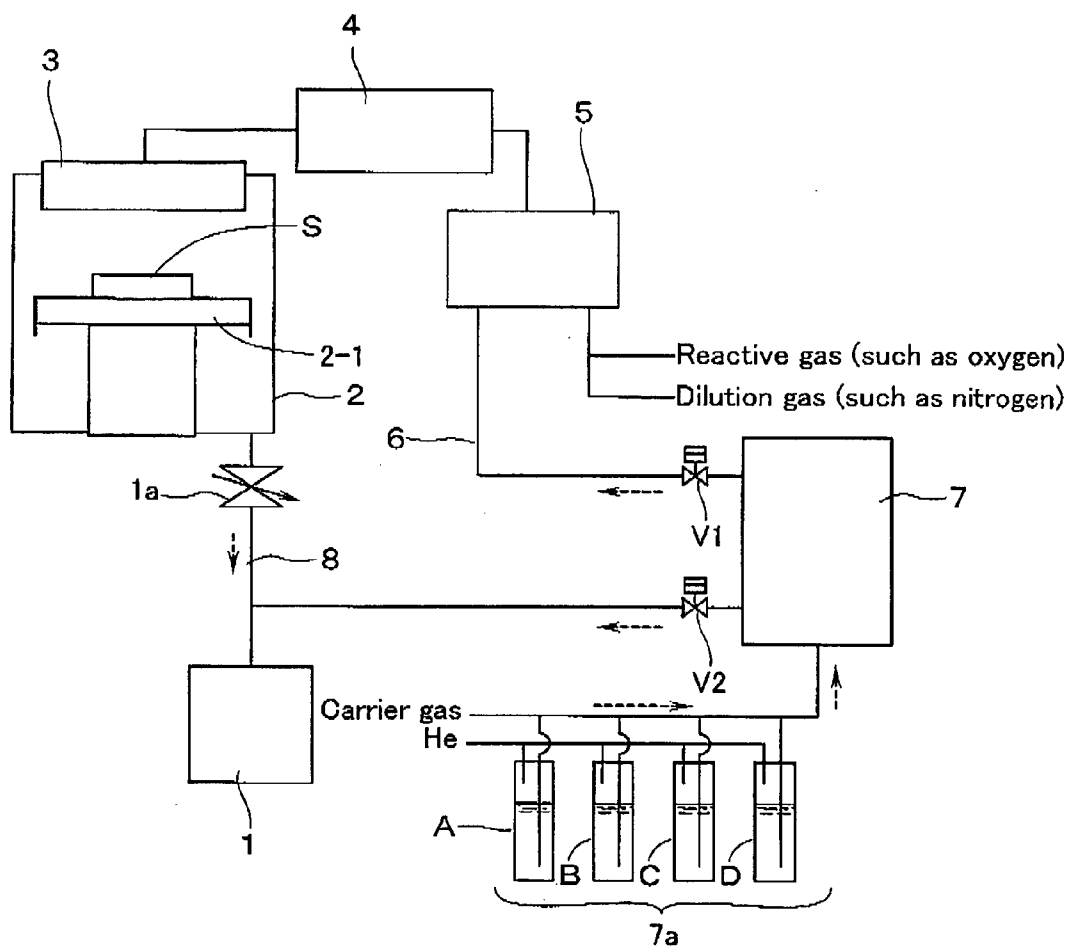 4
3
5
S
2-1
Reactive gas (such as oxygen)
2
Dilution gas (such as nitrogen)
6
1a
7
V1
8
V2
Carrier gas
He
A
B
C
D
1
7a